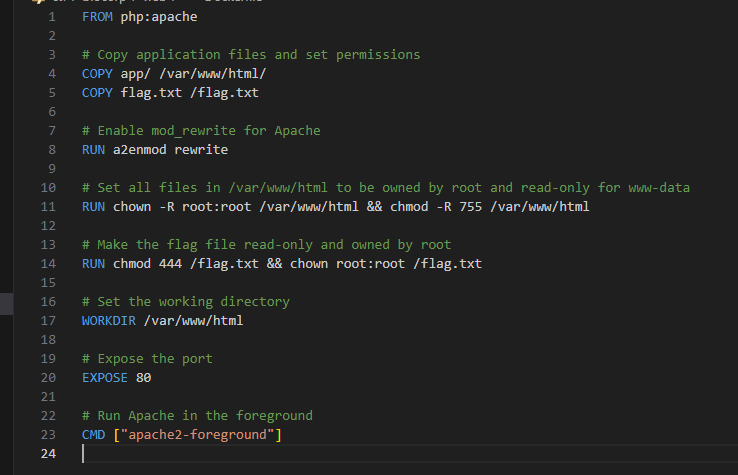 1 FROM php:apache
2
3 # Copy application files and set permissions
4 COPY app/ /var/www/html/
5 COPY flag.txt /flag.txt
6
7 # Enable mod_rewrite for Apache
8 RUN a2enmod rewrite
9
10 # Set all files in /var/www/html to be owned by root and read-only for www-data
11 RUN chown -R root:root /var/www/html && chmod -R 755 /var/www/html
12
13 # Make the flag file read-only and owned by root
14 RUN chmod 444 /flag.txt && chown root:root /flag.txt
15
16 # Set the working directory
17 WORKDIR /var/www/html
18
19 # Expose the port
20 EXPOSE 80
21
22 # Run Apache in the foreground
23 CMD ["apache2-foreground"]
24